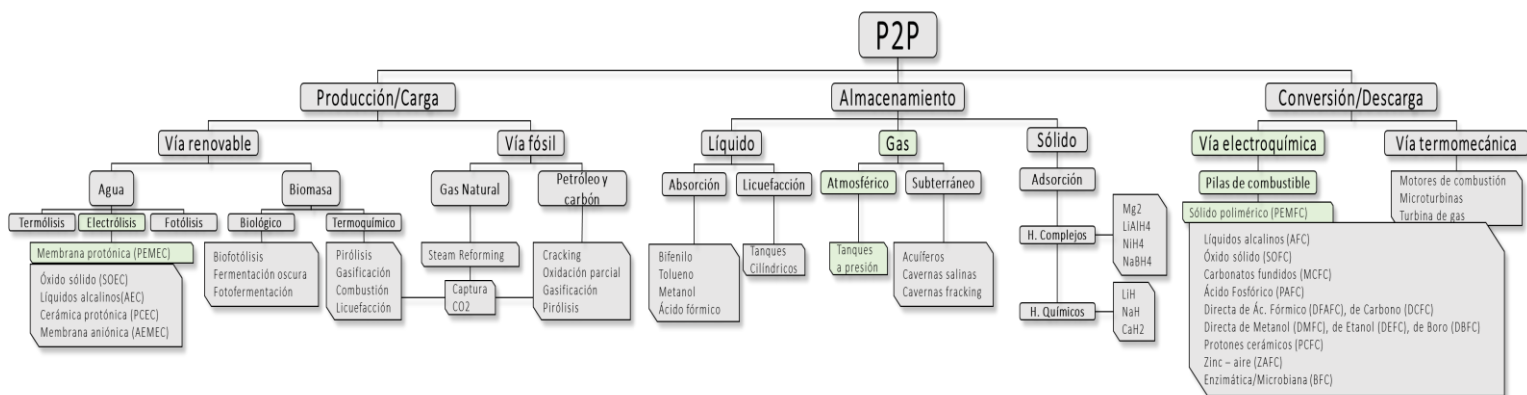 P2P
Producción/Carga
Almacenamiento
Conversión/Descarga
Vía renovable
Vía fósil
Líquido
Gas
Sólido
Vía electroquímica
Vía termomecánica
Agua
Biomasa
Gas Natural
Petróleo y
carbón
Absorción
Licuefacción
Atmosférico
Subterráneo
Adsorción
Pilas de combustible
Motores de combustión
Microturbinas
Turbina de gas
Termólisis
Electrólisis
Fotólisis
Biológico
Termoquímico
Sólido polimérico (PEMFC)
Membrana protónica (PEMEC)
Óxido sólido (SOEC)
Líquidos alcalinos(AEC)
Cerámica protónica (PCEC)
Membrana aniónica (AEMEC)
Biofotólisis
Fermentación oscura
Fotofermentación
Pirólisis
Gasificación
Combustión
Licuefacción
Steam Reforming
Captura
CO2
Cracking
Oxidación parcial
Gasificación
Pirólisis
Bifenilo
Tolueno
Metanol
Ácido fórmico
Tanques
Cilíndricos
Tanques
a presión
Acuíferos
Cavernas salinas
Cavernas fracking
H. Complejos
Mg2
LiAlH4
NiH4
NaBH4
H. Químicos
LiH
NaH
CaH2
Líquidos alcalinos (AFC)
Óxido sólido (SOFC)
Carbonatos fundidos (MCFC)
Ácido Fosfórico (PAFC)
Directa de Ác. Fórmico (DFAFC), de Carbono (DCFC)
Directa de Metanol (DMFC), de Etanol (DEFC), de Boro (DBFC)
Protones cerámicos (PCFC)
Zinc – aire (ZAFC)
Enzimática/Microbiana (BFC)